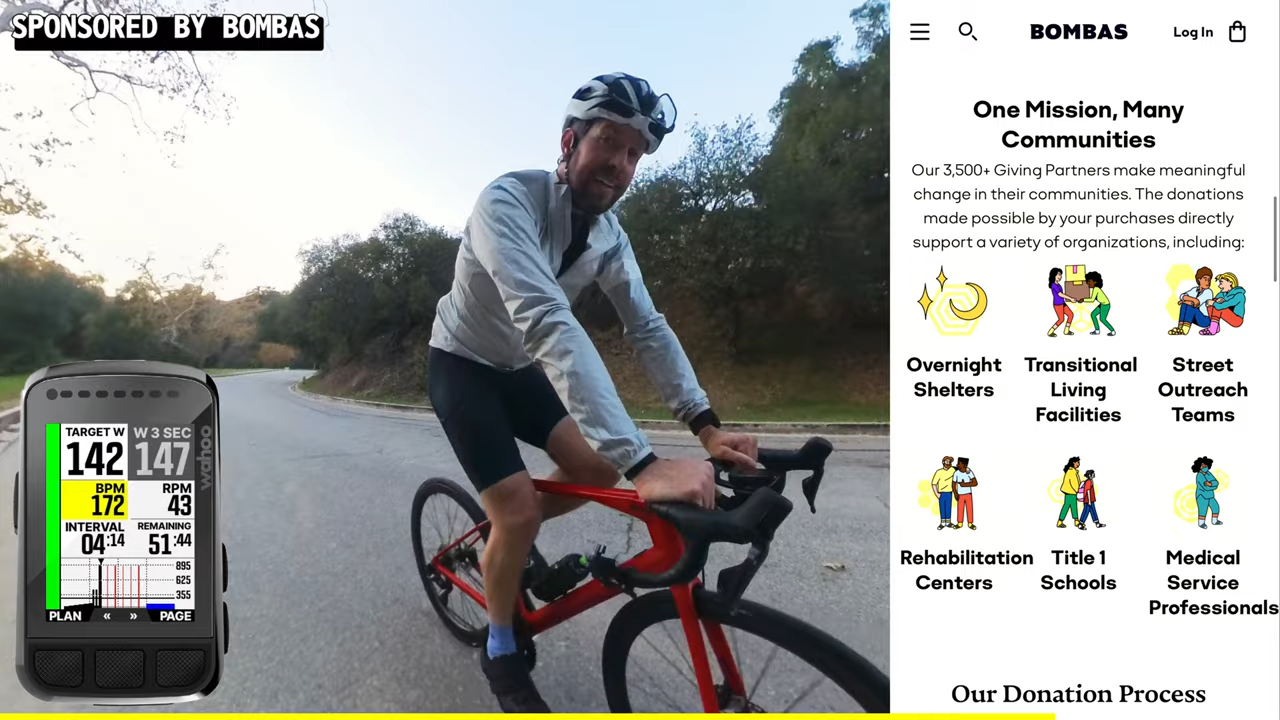 SPONSORED BY BOMBAS
BOMBAS
Log In
One Mission, Many
Communities
Our 3,500+ Giving Partners make meaningful
change in their communities. The donations
made possible by your purchases directly
support a variety of organizations, including:
Overnight
Shelters
Transitional
Living
Facilities
Street
Outreach
Teams
Rehabilitation
Centers
Title 1
Schools
Medical
Service
Professionals
Our Donation Process
TARGET W
142
W 3 SEC
147
BPM
172
RPM
43
INTERVAL
04:14
REMAINING
51:44
895
625
355
PLAN « » PAGE
wahoo